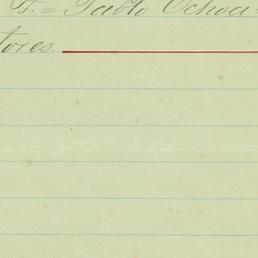 F. = Pablo Ochoa =
tores.